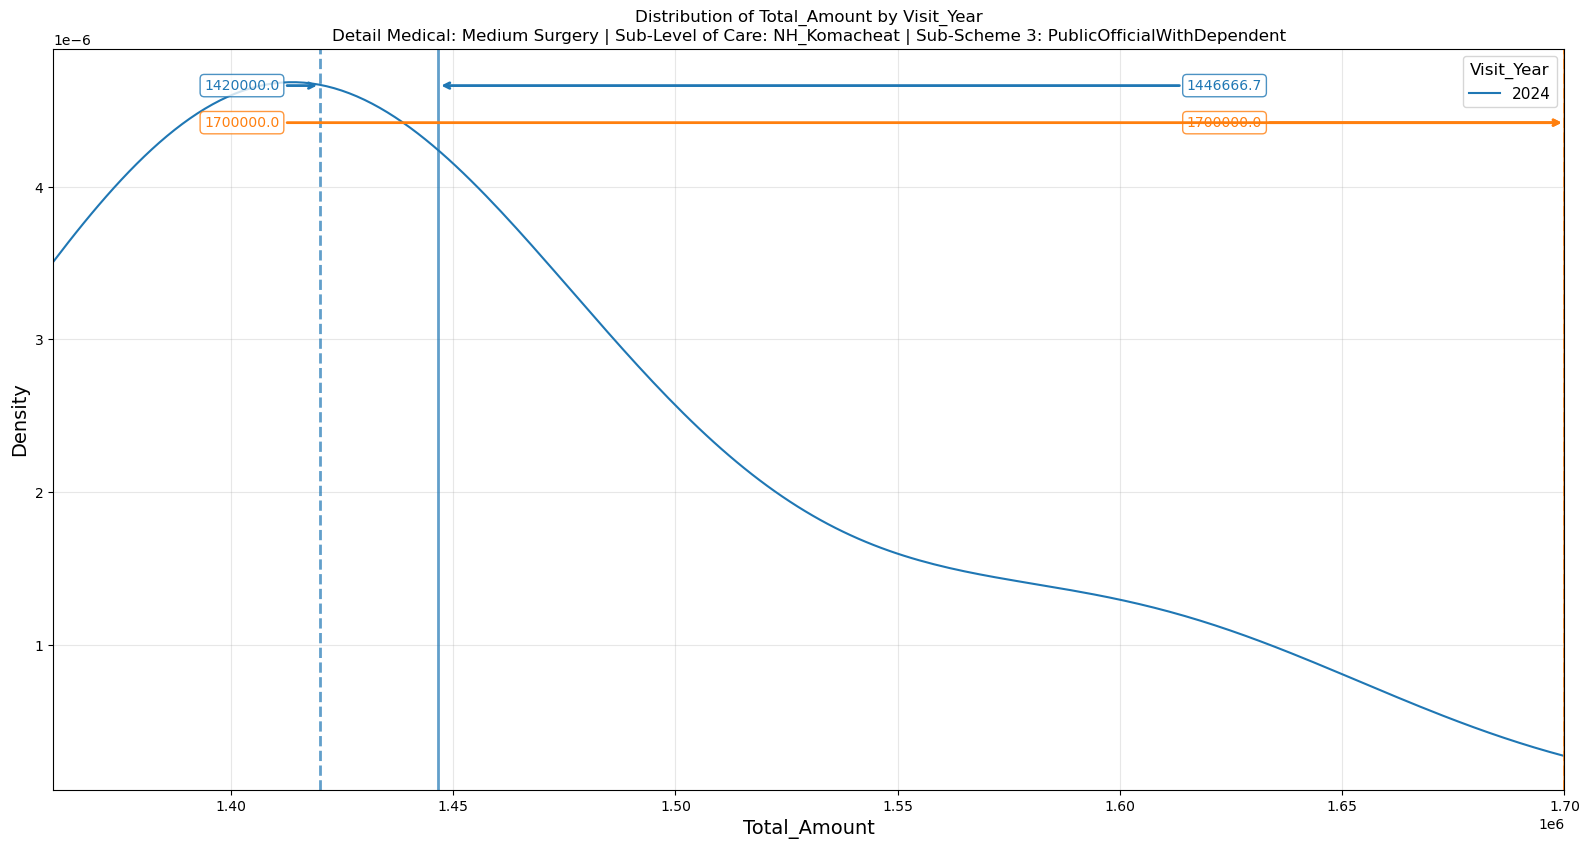 Distribution of Total_Amount by Visit_Year
Detail Medical: Medium Surgery | Sub-Level of Care: NH_Komacheat | Sub-Scheme 3: PublicOfficialWithDependent
1e−6
Visit_Year
2024
1420000.0
1446666.7
1700000.0
1700000.0
4
3
2
1
Density
1.40
1.45
1.50
1.55
1.60
1.65
1.70
1e6
Total_Amount